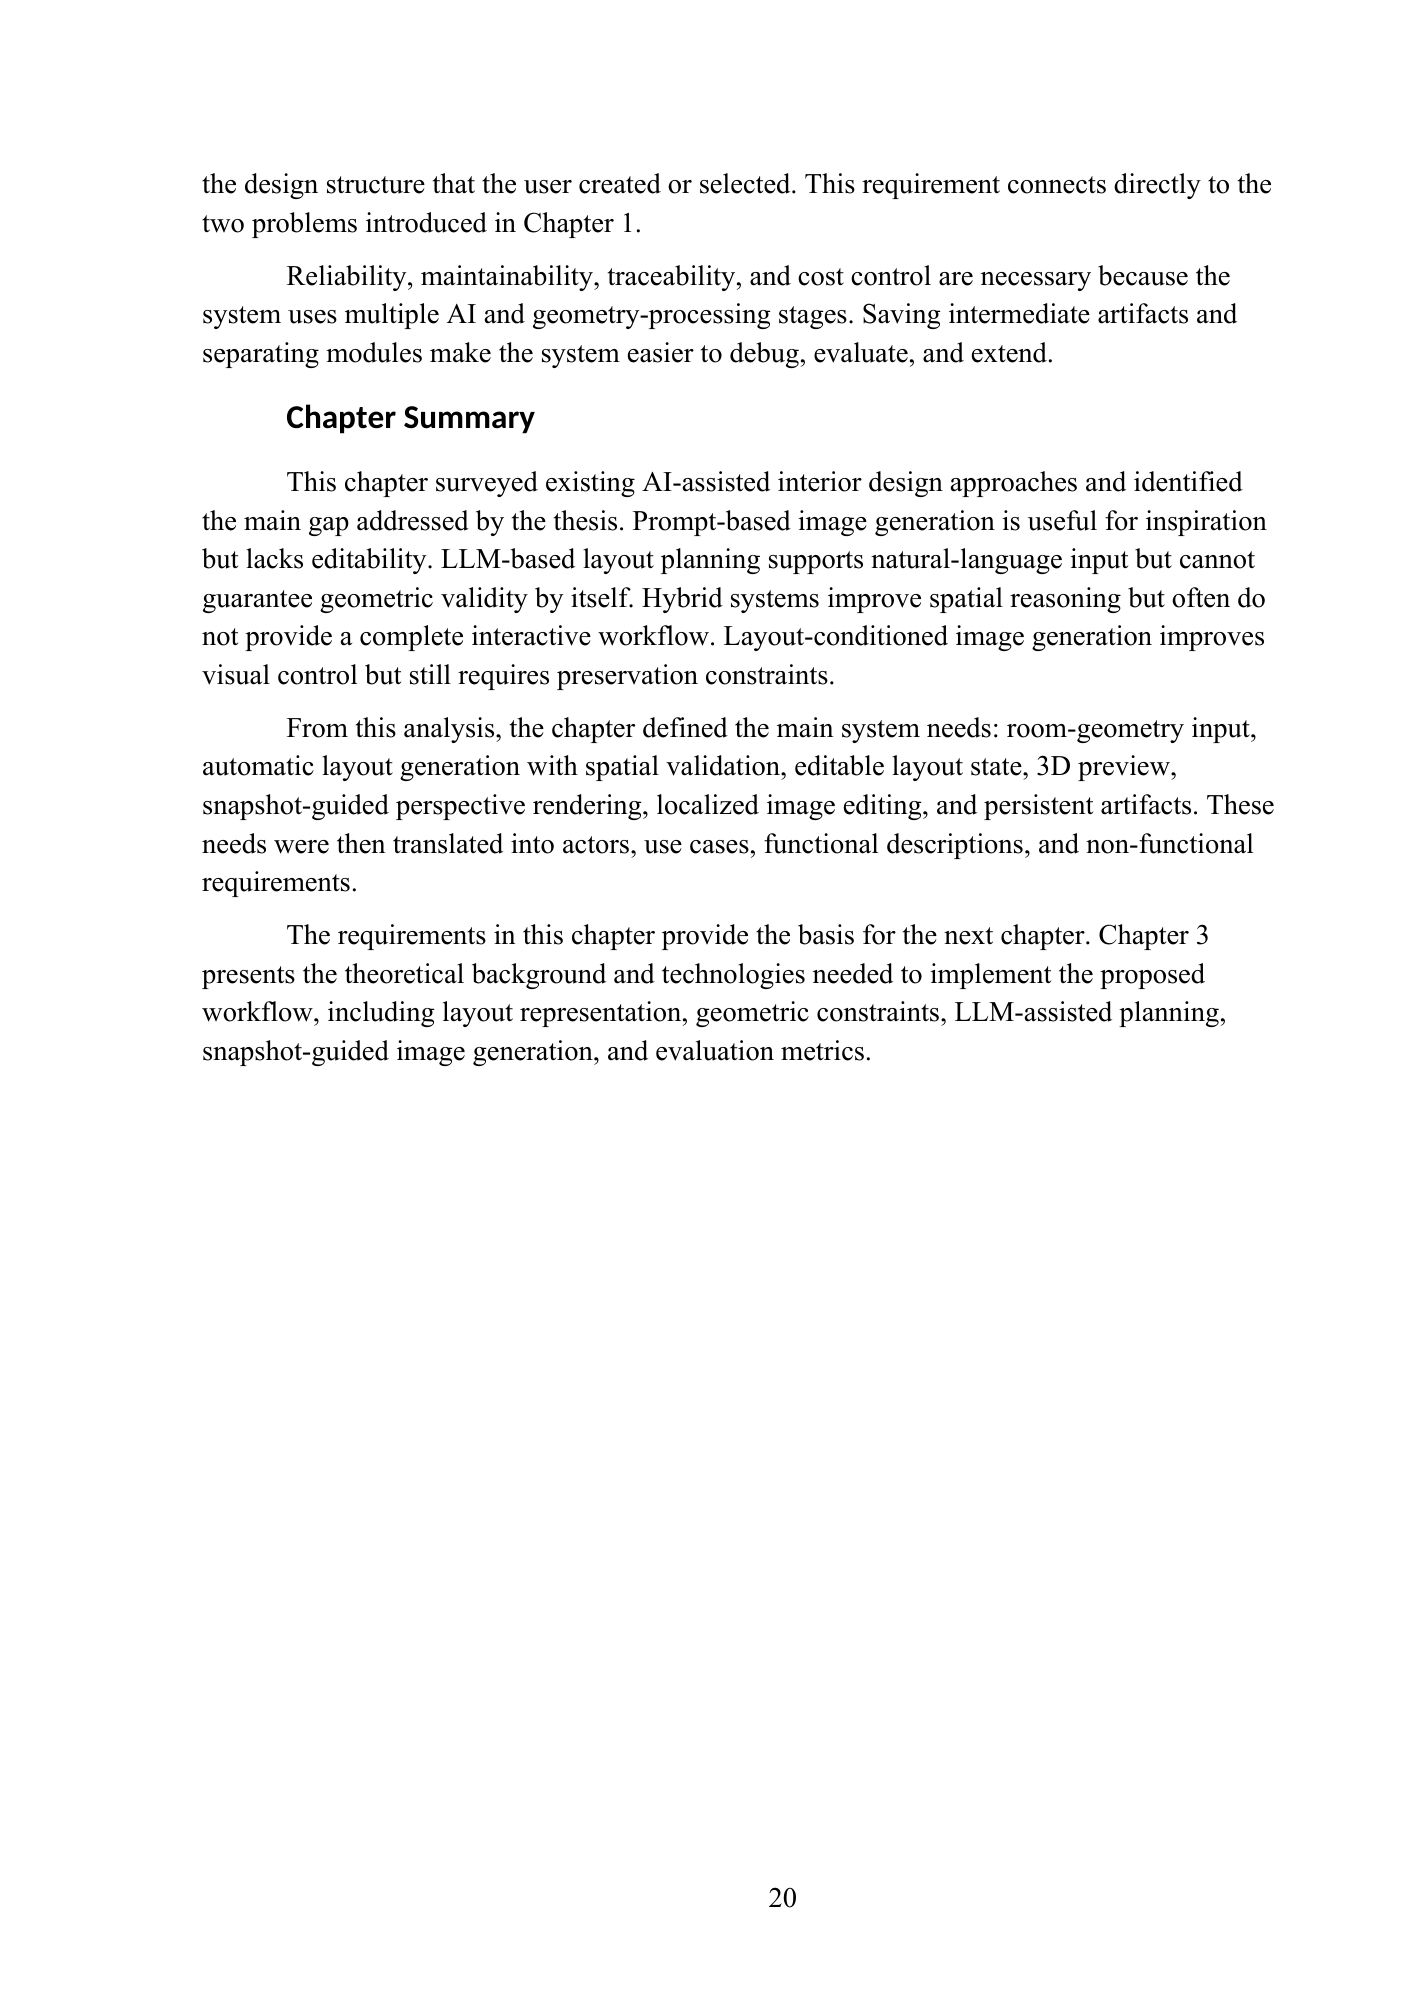 the design structure that the user created or selected. This requirement connects directly to the
two problems introduced in Chapter 1.
Reliability, maintainability, traceability, and cost control are necessary because the
system uses multiple AI and geometry-processing stages. Saving intermediate artifacts and
separating modules make the system easier to debug, evaluate, and extend.
Chapter Summary
This chapter surveyed existing AI-assisted interior design approaches and identified
the main gap addressed by the thesis. Prompt-based image generation is useful for inspiration
but lacks editability. LLM-based layout planning supports natural-language input but cannot
guarantee geometric validity by itself. Hybrid systems improve spatial reasoning but often do
not provide a complete interactive workflow. Layout-conditioned image generation improves
visual control but still requires preservation constraints.
From this analysis, the chapter defined the main system needs: room-geometry input,
automatic layout generation with spatial validation, editable layout state, 3D preview,
snapshot-guided perspective rendering, localized image editing, and persistent artifacts. These
needs were then translated into actors, use cases, functional descriptions, and non-functional
requirements.
The requirements in this chapter provide the basis for the next chapter. Chapter 3
presents the theoretical background and technologies needed to implement the proposed
workflow, including layout representation, geometric constraints, LLM-assisted planning,
snapshot-guided image generation, and evaluation metrics.
20